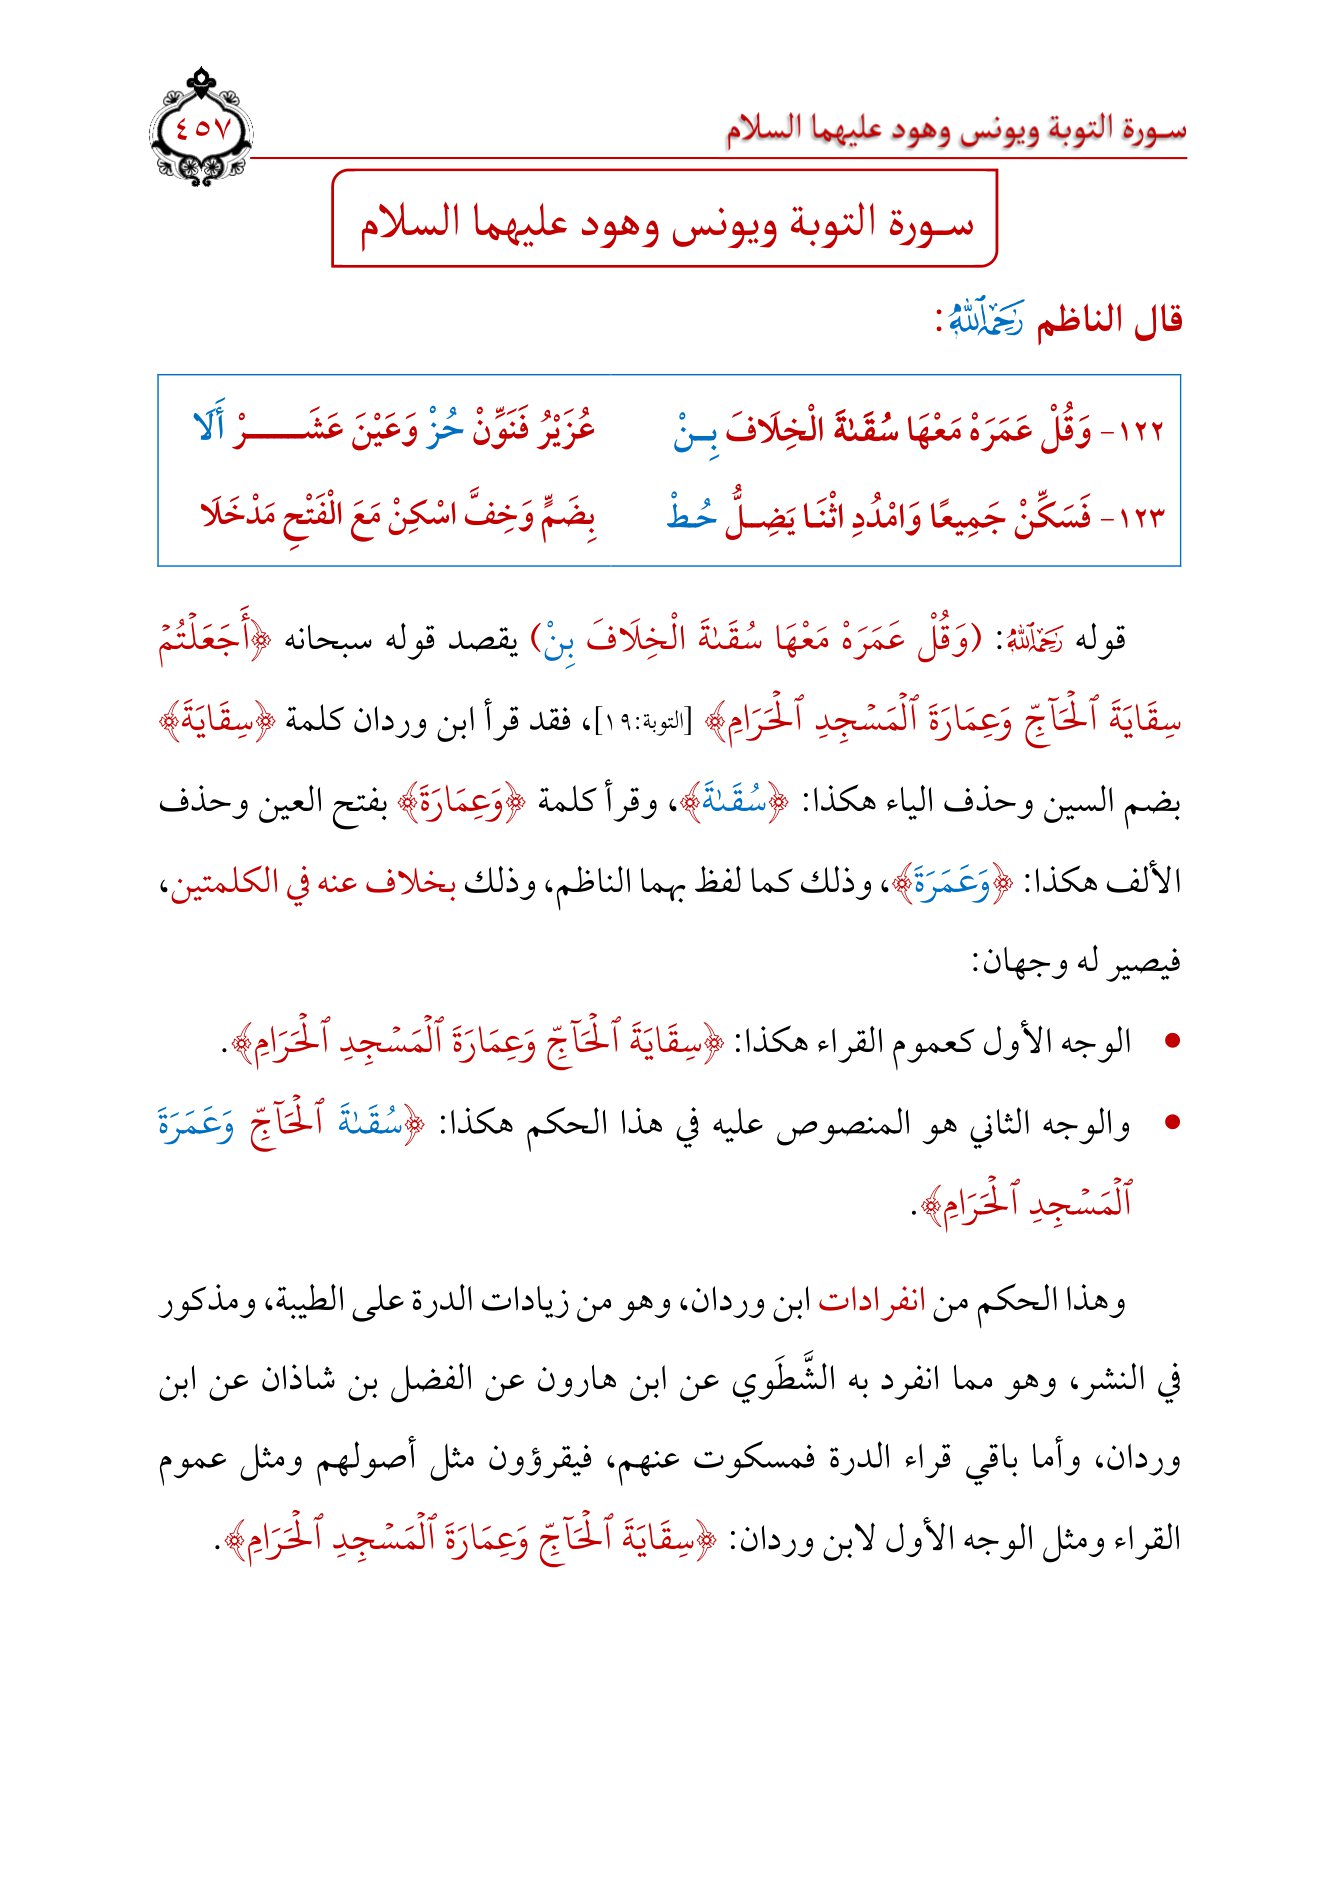 سورة التوبة ويونس وهود عليهما السلام
٤٥٧
سورة التوبة ويونس وهود عليهما السلام
قال الناظم رَحِمَهُ ٱللَّهُ:
١٢٢- وَقُلْ عَمَرَهْ مَعْهَا سُقَىٰةَ الْخِلَافَ بِـنْ عُزَيْرُ فَنَوِّنْ حُزْ وَعَيْنَ عَشَـــــرْ أَلَا
١٢٣- فَسَكِّنْ جَمِيعًا وَامْدُدِ اثْنَـا يَضِـلُّ حُـطْ بِضَمٍّ وَخِفَّ اسْكِنْ مَعَ الْفَتْحِ مَدْخَلَا
قوله رَحِمَهُ ٱللَّهُ: (وَقُلْ عَمَرَهْ مَعْهَا سُقَىٰةَ الْخِلَافَ بِنْ) يقصد قوله سبحانه ﴿أَجَعَلۡتُمۡ
سِقَايَةَ ٱلۡحَآجِّ وَعِمَارَةَ ٱلۡمَسۡجِدِ ٱلۡحَرَامِ﴾ [التوبة:١٩]، فقد قرأ ابن وردان كلمة ﴿سِقَايَةَ﴾
بضم السين وحذف الياء هكذا: ﴿سُقَىٰةَ﴾، وقرأ كلمة ﴿وَعِمَارَةَ﴾ بفتح العين وحذف
الألف هكذا: ﴿وَعَمَرَةَ﴾، وذلك كما لفظ بهما الناظم، وذلك بخلاف عنه في الكلمتين،
فيصير له وجهان:
• الوجه الأول كعموم القراء هكذا: ﴿سِقَايَةَ ٱلۡحَآجِّ وَعِمَارَةَ ٱلۡمَسۡجِدِ ٱلۡحَرَامِ﴾.
• والوجه الثاني هو المنصوص عليه في هذا الحكم هكذا: ﴿سُقَىٰةَ ٱلۡحَآجِّ وَعَمَرَةَ
ٱلۡمَسۡجِدِ ٱلۡحَرَامِ﴾.
وهذا الحكم من انفرادات ابن وردان، وهو من زيادات الدرة على الطيبة، ومذكور
في النشر، وهو مما انفرد به الشَّطَوي عن ابن هارون عن الفضل بن شاذان عن ابن
وردان، وأما باقي قراء الدرة فمسكوت عنهم، فيقرؤون مثل أصولهم ومثل عموم
القراء ومثل الوجه الأول لابن وردان: ﴿سِقَايَةَ ٱلۡحَآجِّ وَعِمَارَةَ ٱلۡمَسۡجِدِ ٱلۡحَرَامِ﴾.